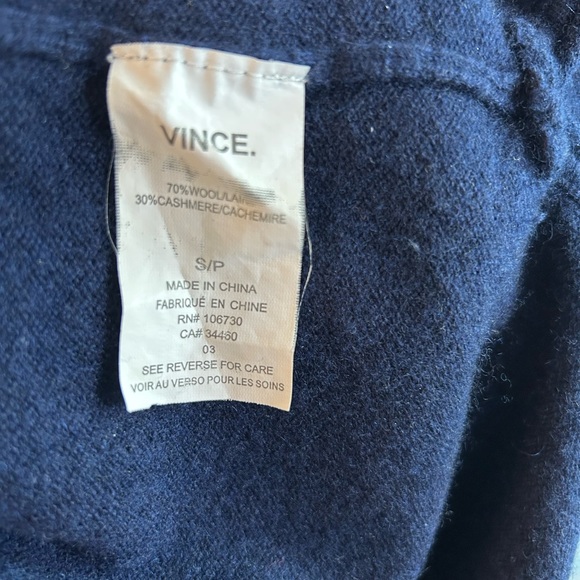 VINCE.
70%WOOL/LAINE
30%CASHMERE/CACHEMIRE
S/P
MADE IN CHINA
FABRIQUÉ EN CHINE
RN# 106730
CA# 34480
03
SEE REVERSE FOR CARE
VOIR AU VERSO POUR LES SOINS